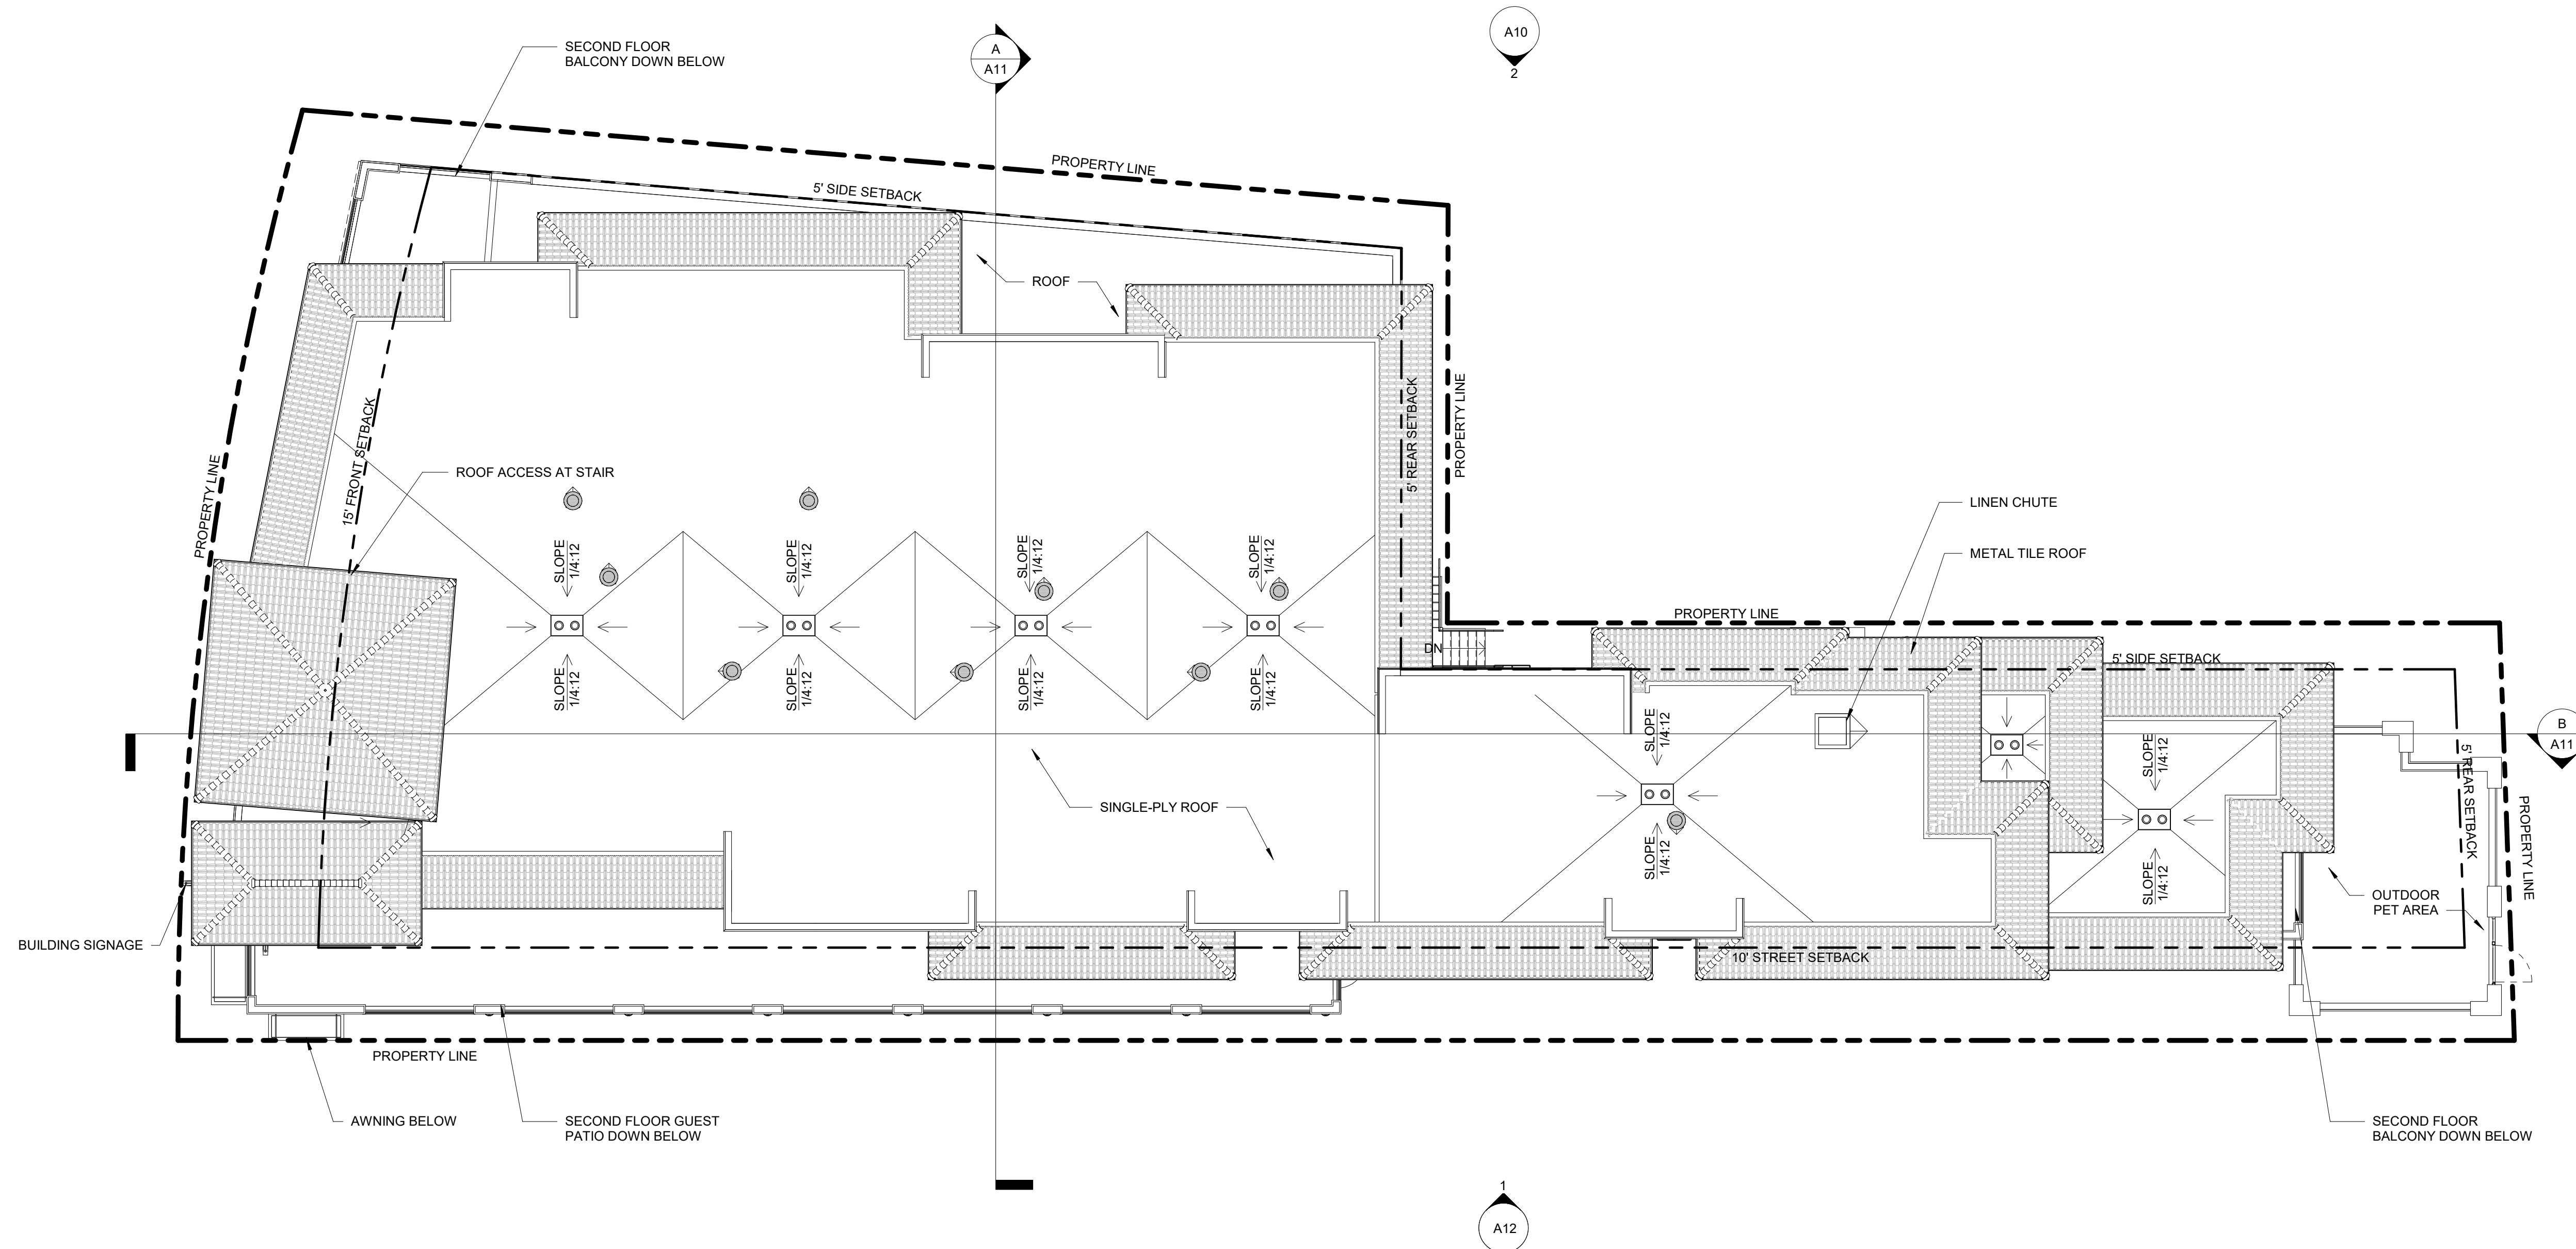 A10
2
SECOND FLOOR
BALCONY DOWN BELOW
A
A11
PROPERTY LINE
5' SIDE SETBACK
ROOF
PROPERTY LINE
15' FRONT SETBACK
ROOF ACCESS AT STAIR
5' REAR SETBACK
PROPERTY LINE
LINEN CHUTE
METAL TILE ROOF
SLOPE
1/4:12
SLOPE
1/4:12
SLOPE
1/4:12
SLOPE
1/4:12
PROPERTY LINE
DN
5' SIDE SETBACK
SLOPE
1/4:12
SLOPE
1/4:12
SLOPE
1/4:12
SLOPE
1/4:12
SLOPE
1/4:12
SLOPE
1/4:12
B
A11
5' REAR SETBACK
PROPERTY LINE
SINGLE-PLY ROOF
SLOPE
1/4:12
SLOPE
1/4:12
OUTDOOR
PET AREA
BUILDING SIGNAGE
10' STREET SETBACK
PROPERTY LINE
AWNING BELOW
SECOND FLOOR GUEST
PATIO DOWN BELOW
SECOND FLOOR
BALCONY DOWN BELOW
1
A12